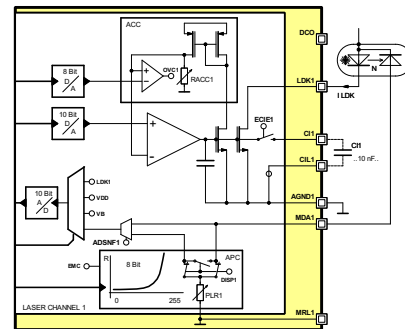 ACC
DCO
8 Bit
D
A
OVC1
RACC1
LDK1
N
I LDK
10 Bit
D
A
ECIE1
CI1
CI1
..10 nF..
CIL1
LDK1
VDD
VB
10 Bit
A
D
AGND1
MDA1
ADSNF1
EMC
R
8 Bit
0
255
APC
DISP1
PLR1
LASER CHANNEL 1
MRL1